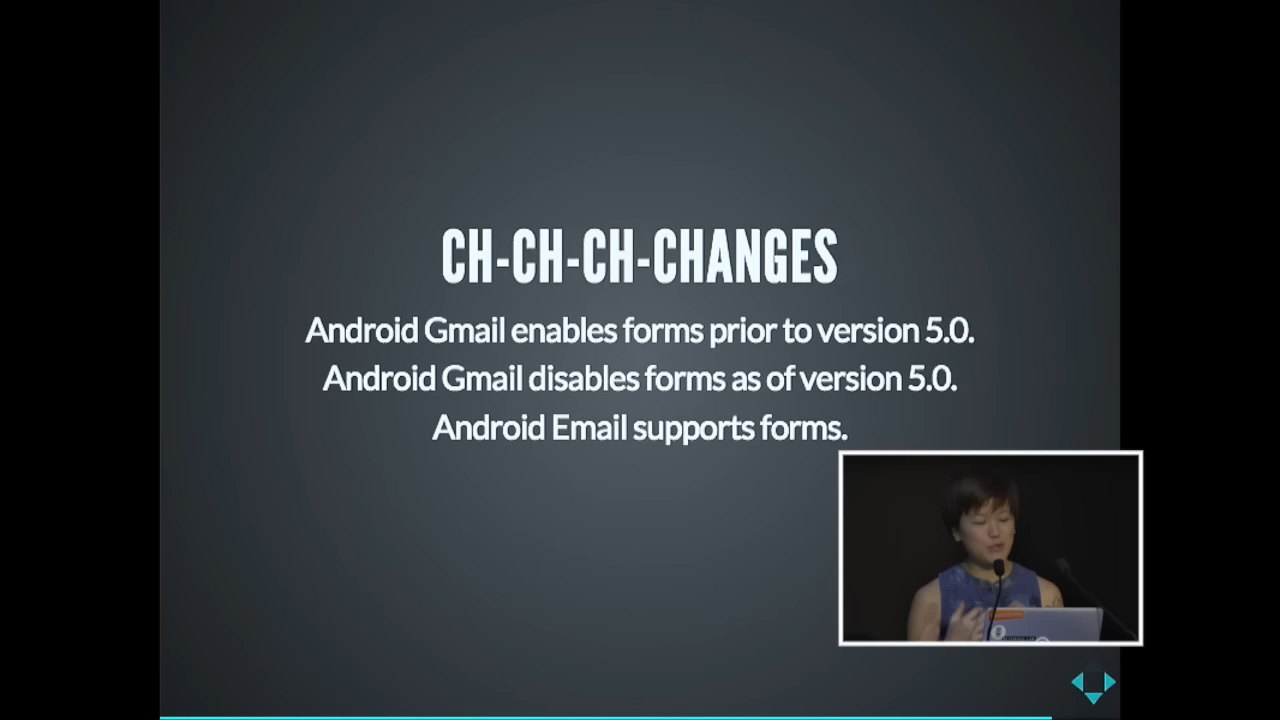 CH-CH-CH-CHANGES
Android Gmail enables forms prior to version 5.0.
Android Gmail disables forms as of version 5.0.
Android Email supports forms.